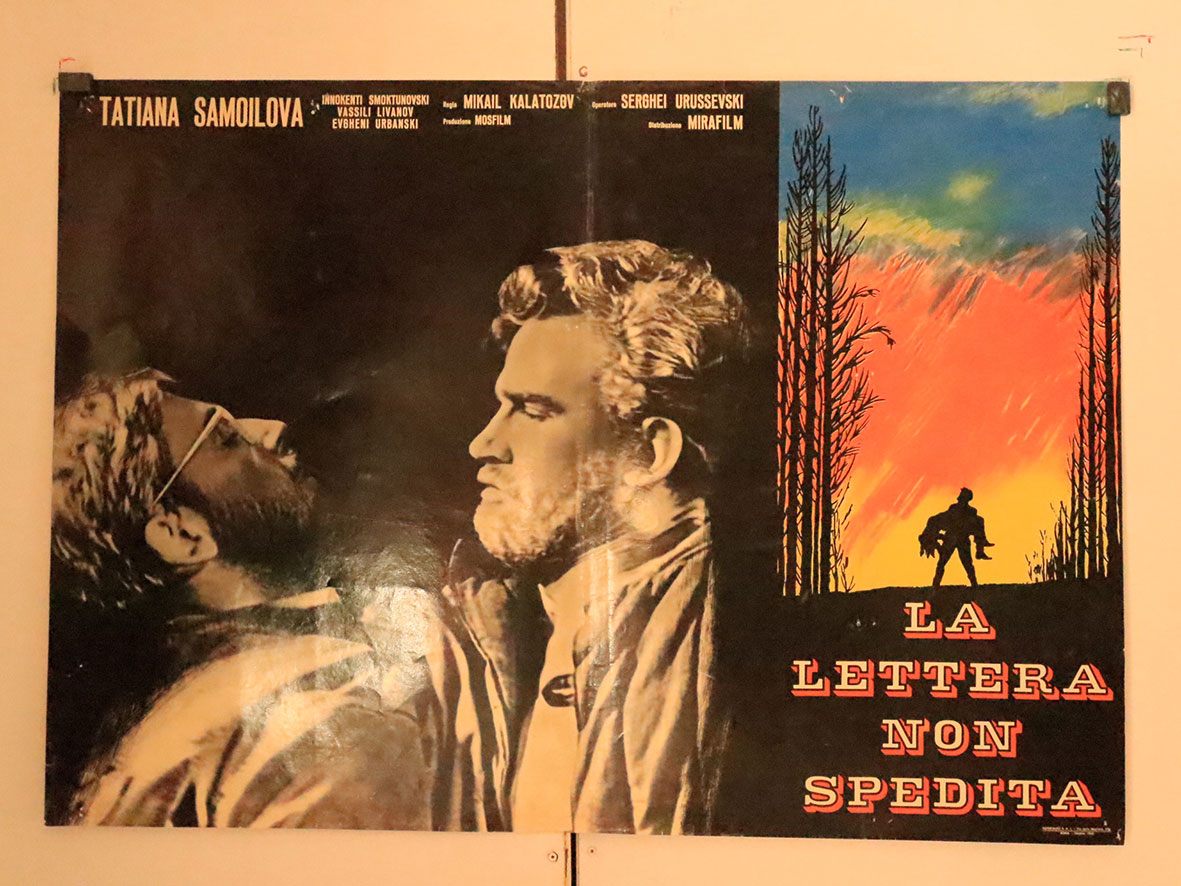 TATIANA SAMOILOVA
INNOKENTI SMOKTUNOVSKI
VASSILI LIVANOV
EVGHENI URBANSKI
Regia MIKAIL KALATOZOV
Produzione MOSFILM
Operatore SERGHEI URUSSEVSKI
Distribuzione MIRAFILM
LA
LETTERA
NON
SPEDITA